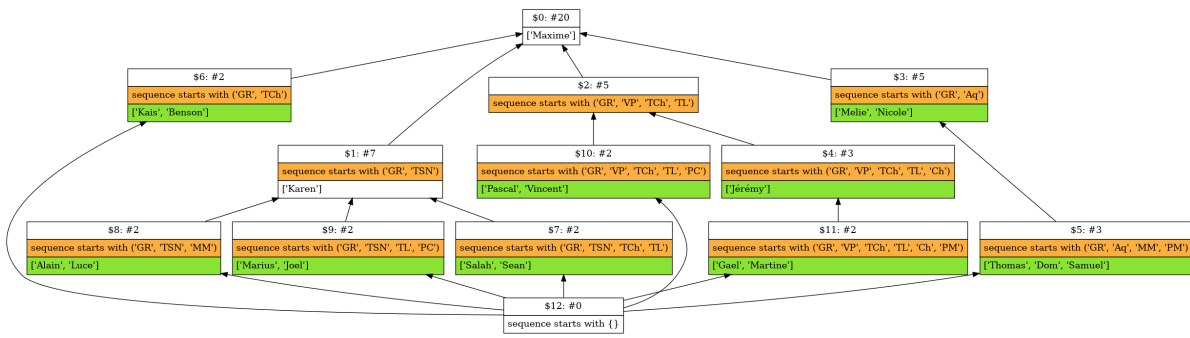 $0: #20
['Maxime']
$6: #2
sequence starts with ('GR', 'TCh')
['Kais', 'Benson']
$2: #5
sequence starts with ('GR', 'VP', 'TCh', 'TL')
$3: #5
sequence starts with ('GR', 'Aq')
['Melie', 'Nicole']
$1: #7
sequence starts with ('GR', 'TSN')
['Karen']
$10: #2
sequence starts with ('GR', 'VP', 'TCh', 'TL', 'PC')
['Pascal', 'Vincent']
$4: #3
sequence starts with ('GR', 'VP', 'TCh', 'TL', 'Ch')
['Jérémy']
$8: #2
sequence starts with ('GR', 'TSN', 'MM')
['Alain', 'Luce']
$9: #2
sequence starts with ('GR', 'TSN', 'TL', 'PC')
['Marius', 'Joel']
$7: #2
sequence starts with ('GR', 'TSN', 'TCh', 'TL')
['Salah', 'Sean']
$11: #2
sequence starts with ('GR', 'VP', 'TCh', 'TL', 'Ch', 'PM')
['Gael', 'Martine']
$5: #3
sequence starts with ('GR', 'Aq', 'MM', 'PM')
['Thomas', 'Dom', 'Samuel']
$12: #0
sequence starts with {}